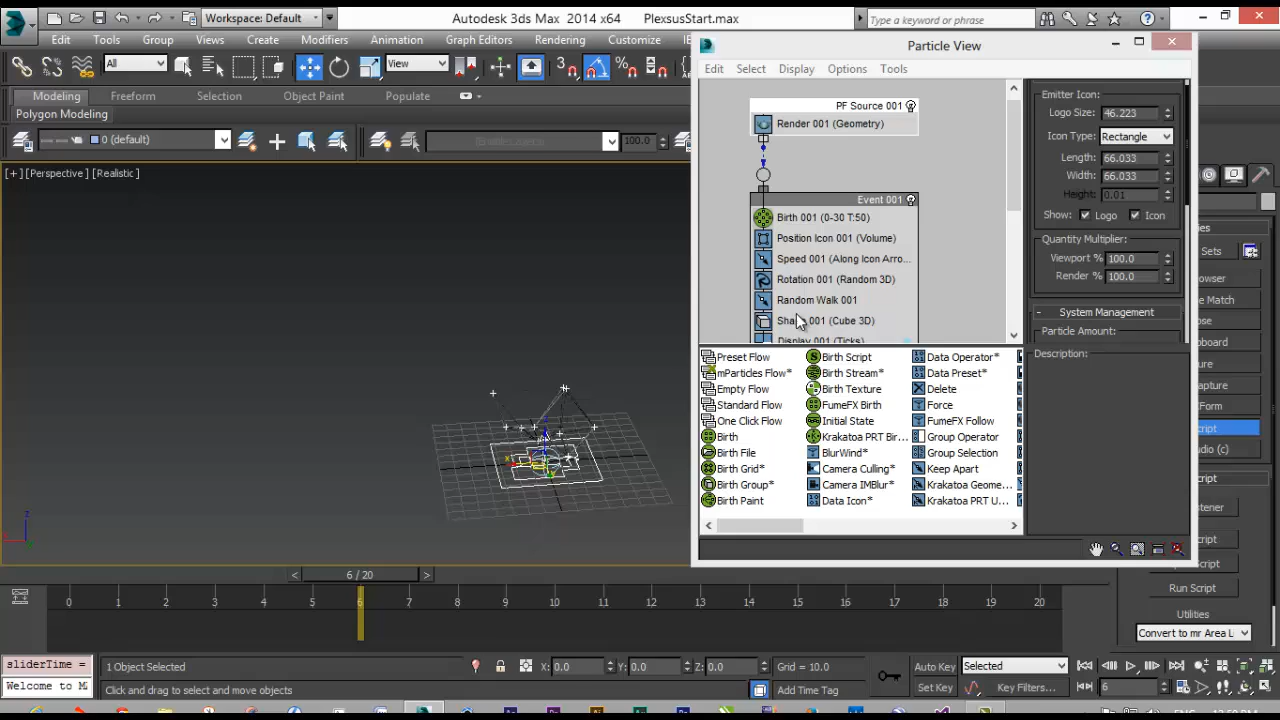 Workspace: Default
Autodesk 3ds Max 2014 x64
PlexsusStart.max
Type a keyword or phrase
Edit Tools Group Views Create Modifiers Animation Graph Editors Customize
All
View
Modeling Freeform Selection Object Paint Populate
Polygon Modeling
0 (default)
100.0
[+] [Perspective] [Realistic]
Particle View
Edit Select Display Options Tools
PF Source 001
Render 001 (Geometry)
Event 001
Birth 001 (0-30 T:50)
Position Icon 001 (Volume)
Speed 001 (Along Icon Arro...
Rotation 001 (Random 3D)
Random Walk 001
001 (Cube 3D)
Display 001 (Ticks)
Emitter Icon:
Logo Size: 46.223
Icon Type: Rectangle
Length: 66.033
Width: 66.033
Height: 0.01
Show: Logo Icon
Quantity Multiplier:
Viewport % 100.0
Render % 100.0
- System Management
Particle Amount:
Description:
Preset Flow
mParticles Flow*
Empty Flow
Standard Flow
One Click Flow
Birth
Birth File
Birth Grid*
Birth Group*
Birth Paint
Birth Script
Birth Stream*
Birth Texture
FumeFX Birth
Initial State
Krakatoa PRT Bir...
BlurWind*
Camera Culling*
Camera IMBlur*
Data Icon*
Data Operator*
Data Preset*
Delete
Force
FumeFX Follow
Group Operator
Group Selection
Keep Apart
Krakatoa Geome...
Krakatoa PRT U...
Sets
Run Script
Utilities
Convert to mr Area L
6 / 20
0 1 2 3 4 5 6 7 8 9 10 11 12 13 14 15 16 17 18 19 20
sliderTime =
Welcome to M
1 Object Selected
Click and drag to select and move objects
X: 0.0
Y: 0.0
Z: 0.0
Grid = 10.0
Add Time Tag
Auto Key
Selected
Set Key
Key Filters...
6